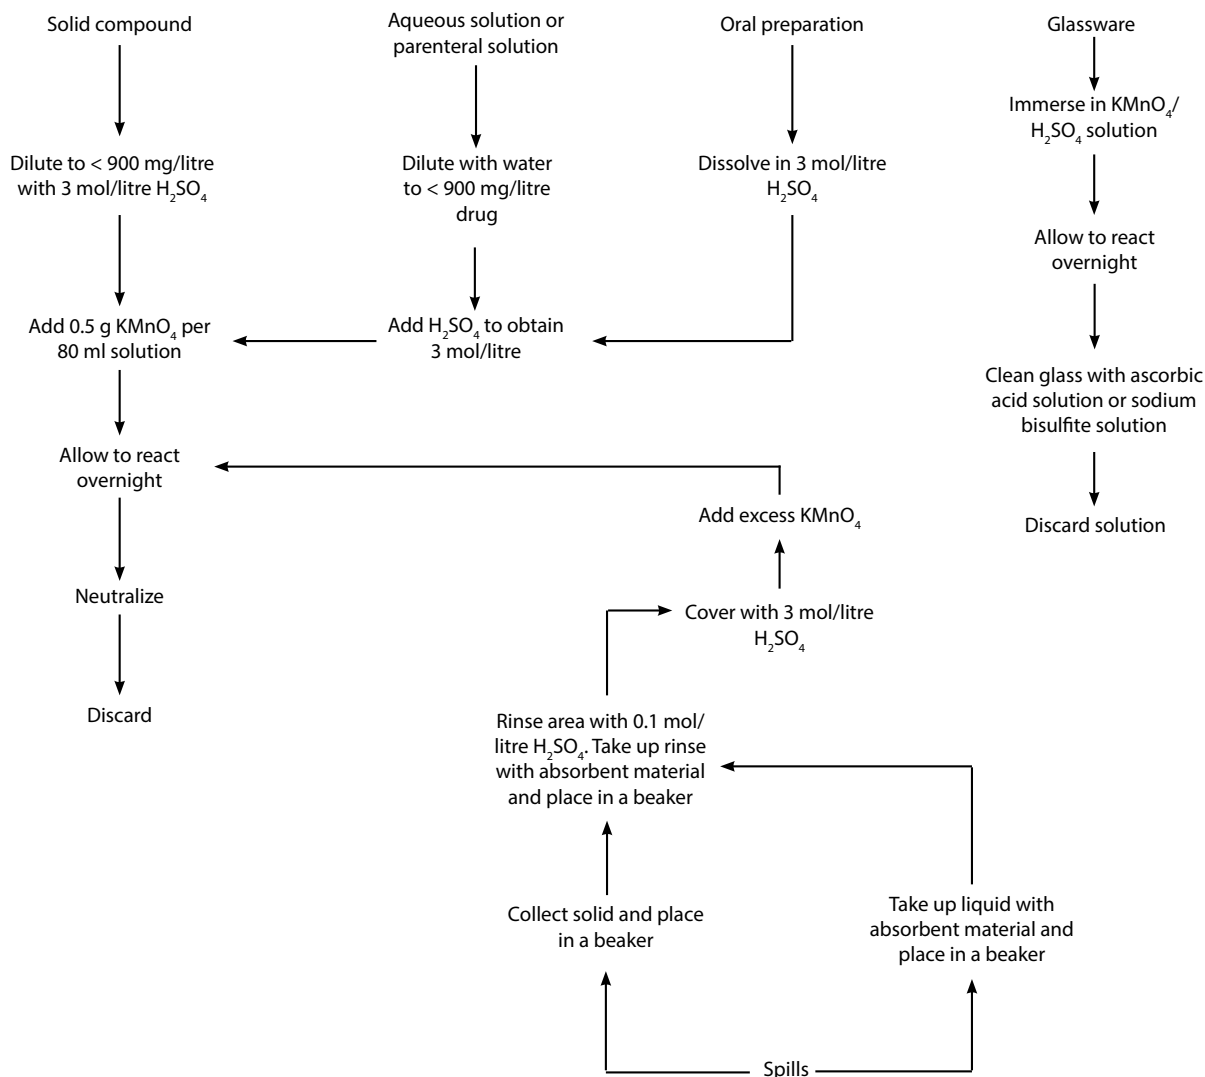 Solid compound
Aqueous solution or
parenteral solution
Oral preparation
Glassware
Dilute to < 900 mg/litre
with 3 mol/litre H₂SO₄
Dilute with water
to < 900 mg/litre
drug
Dissolve in 3 mol/litre
H₂SO₄
Immerse in KMnO₄/
H₂SO₄ solution
Allow to react
overnight
Add 0.5 g KMnO₄ per
80 ml solution
Add H₂SO₄ to obtain
3 mol/litre
Clean glass with ascorbic
acid solution or sodium
bisulfite solution
Allow to react
overnight
Add excess KMnO₄
Discard solution
Neutralize
Cover with 3 mol/litre
H₂SO₄
Discard
Rinse area with 0.1 mol/
litre H₂SO₄. Take up rinse
with absorbent material
and place in a beaker
Collect solid and place
in a beaker
Take up liquid with
absorbent material and
place in a beaker
Spills